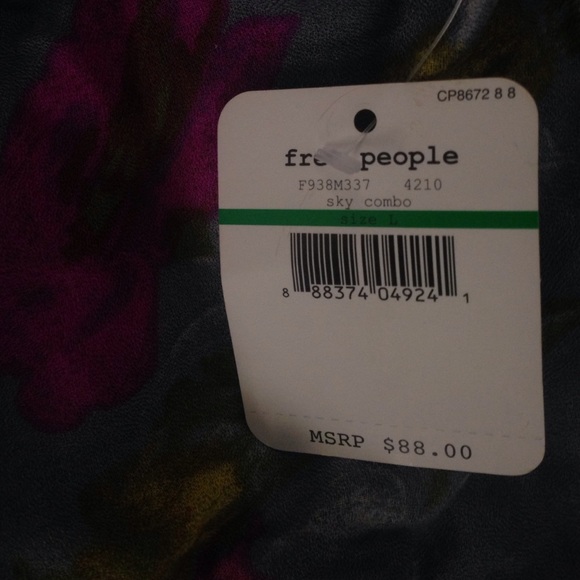 CP8672 8 8
free people
F938M337 4210
sky combo
size L
8 88374 04924 1
MSRP $88.00